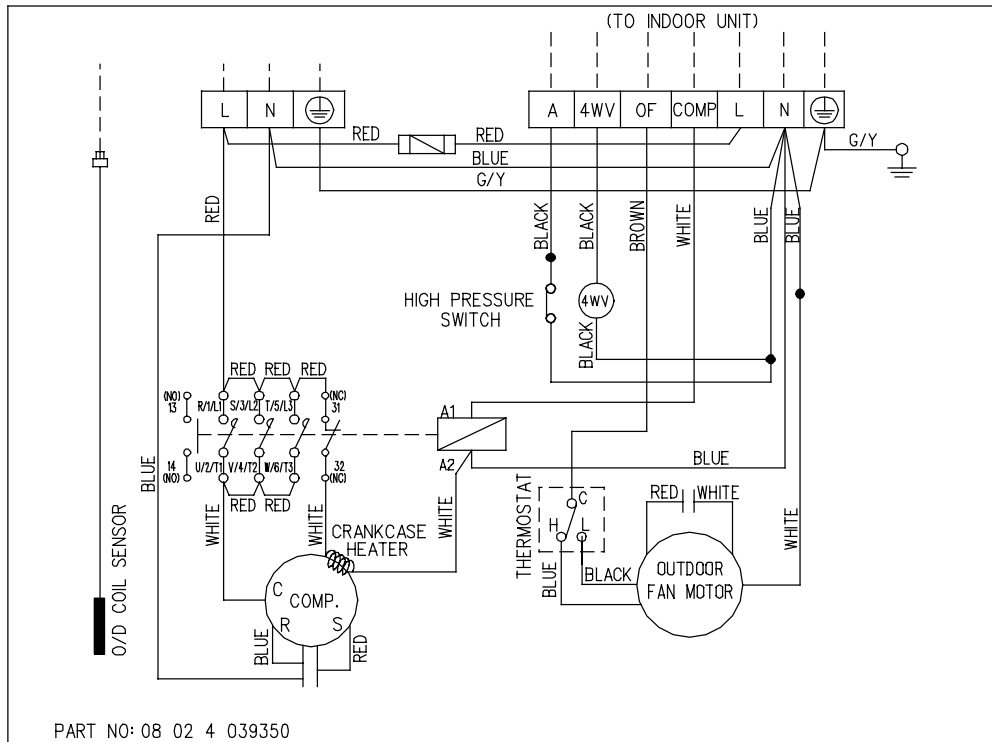 (TO INDOOR UNIT)
L N
A 4WV OF COMP L N
RED RED
BLUE
G/Y
G/Y
RED
BLACK
BLACK
BROWN
WHITE
BLUE
BLUE
HIGH PRESSURE
SWITCH
4WV
BLACK
RED RED RED
(NO)
13
R/1/L1 S/3/L2 T/5/L3
(NC)
31
A1
A2
14
(NO)
U/2/T1 V/4/T2 W/6/T3
32
(NC)
RED RED
BLUE
BLUE
WHITE
WHITE
WHITE
WHITE
CRANKCASE
HEATER
THERMOSTAT
C
H L
RED WHITE
BLUE
BLACK
OUTDOOR
FAN MOTOR
O/D COIL SENSOR
C
COMP.
R S
BLUE
RED
PART NO: 08 02 4 039350